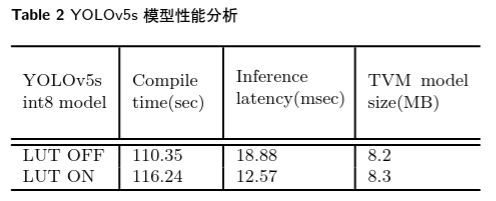 Table 2 YOLOv5s 模型性能分析
YOLOv5s int8 model | Compile time(sec) | Inference latency(msec) | TVM model size(MB)
LUT OFF | 110.35 | 18.88 | 8.2
LUT ON | 116.24 | 12.57 | 8.3